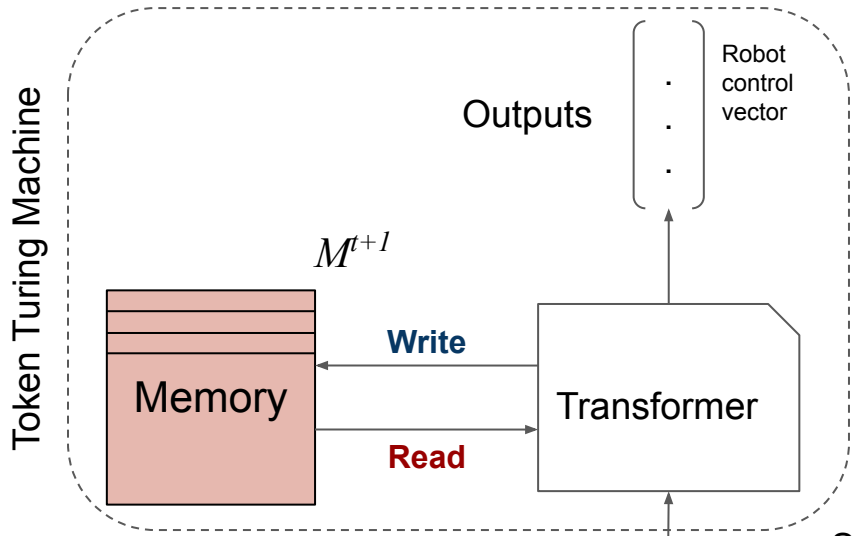 Token Turing Machine
Outputs
Robot
control
vector
M^{t+1}
Write
Memory
Transformer
Read